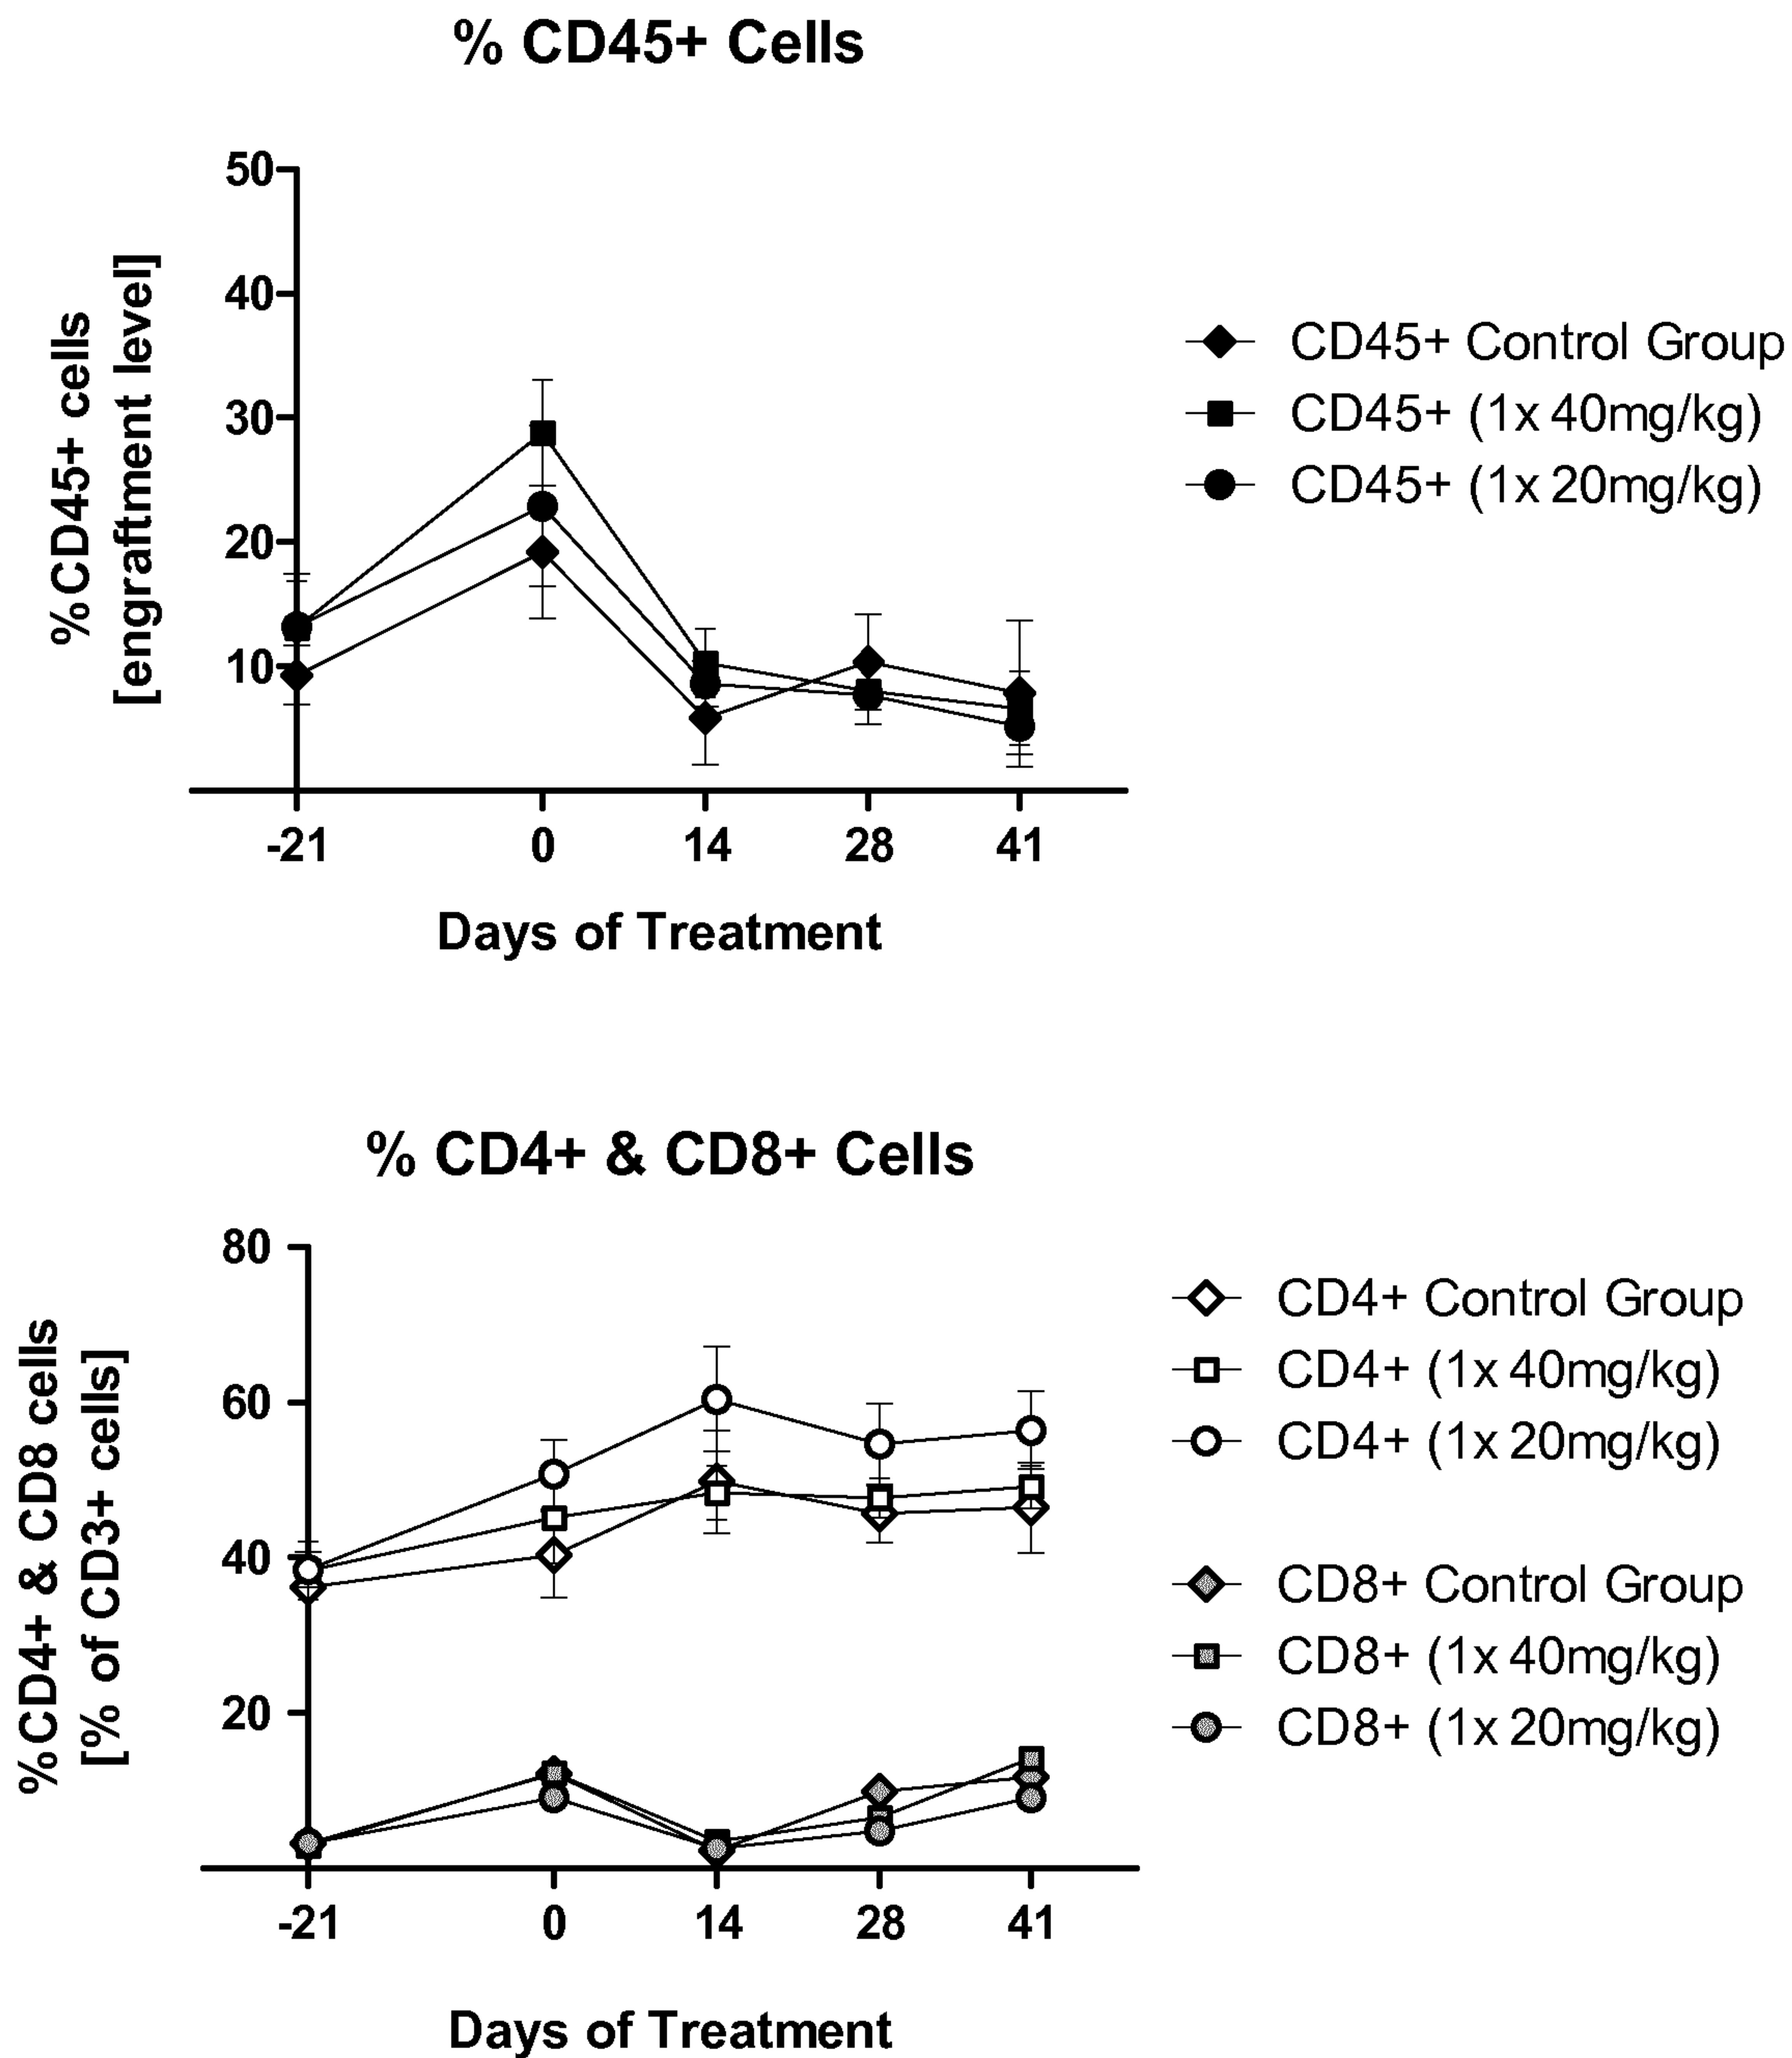 % CD45+ Cells
50
40
30
20
10
%CD45+ cells
[engraftment level]
-21 0 14 28 41
Days of Treatment
CD45+ Control Group
CD45+ (1x 40mg/kg)
CD45+ (1x 20mg/kg)
% CD4+ & CD8+ Cells
80
60
40
20
%CD4+ & CD8 cells
[% of CD3+ cells]
-21 0 14 28 41
Days of Treatment
CD4+ Control Group
CD4+ (1x 40mg/kg)
CD4+ (1x 20mg/kg)
CD8+ Control Group
CD8+ (1x 40mg/kg)
CD8+ (1x 20mg/kg)